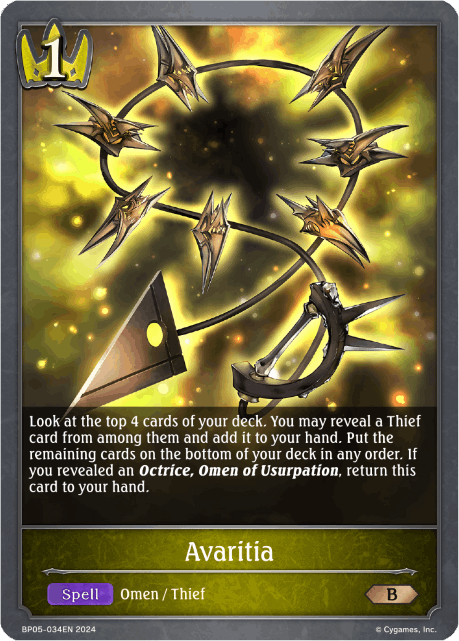 1
Look at the top 4 cards of your deck. You may reveal a Thief
card from among them and add it to your hand. Put the
remaining cards on the bottom of your deck in any order. If
you revealed an Octrice, Omen of Usurpation, return this
card to your hand.
Avaritia
Spell Omen / Thief B
BP05-034EN 2024 © Cygames, Inc.